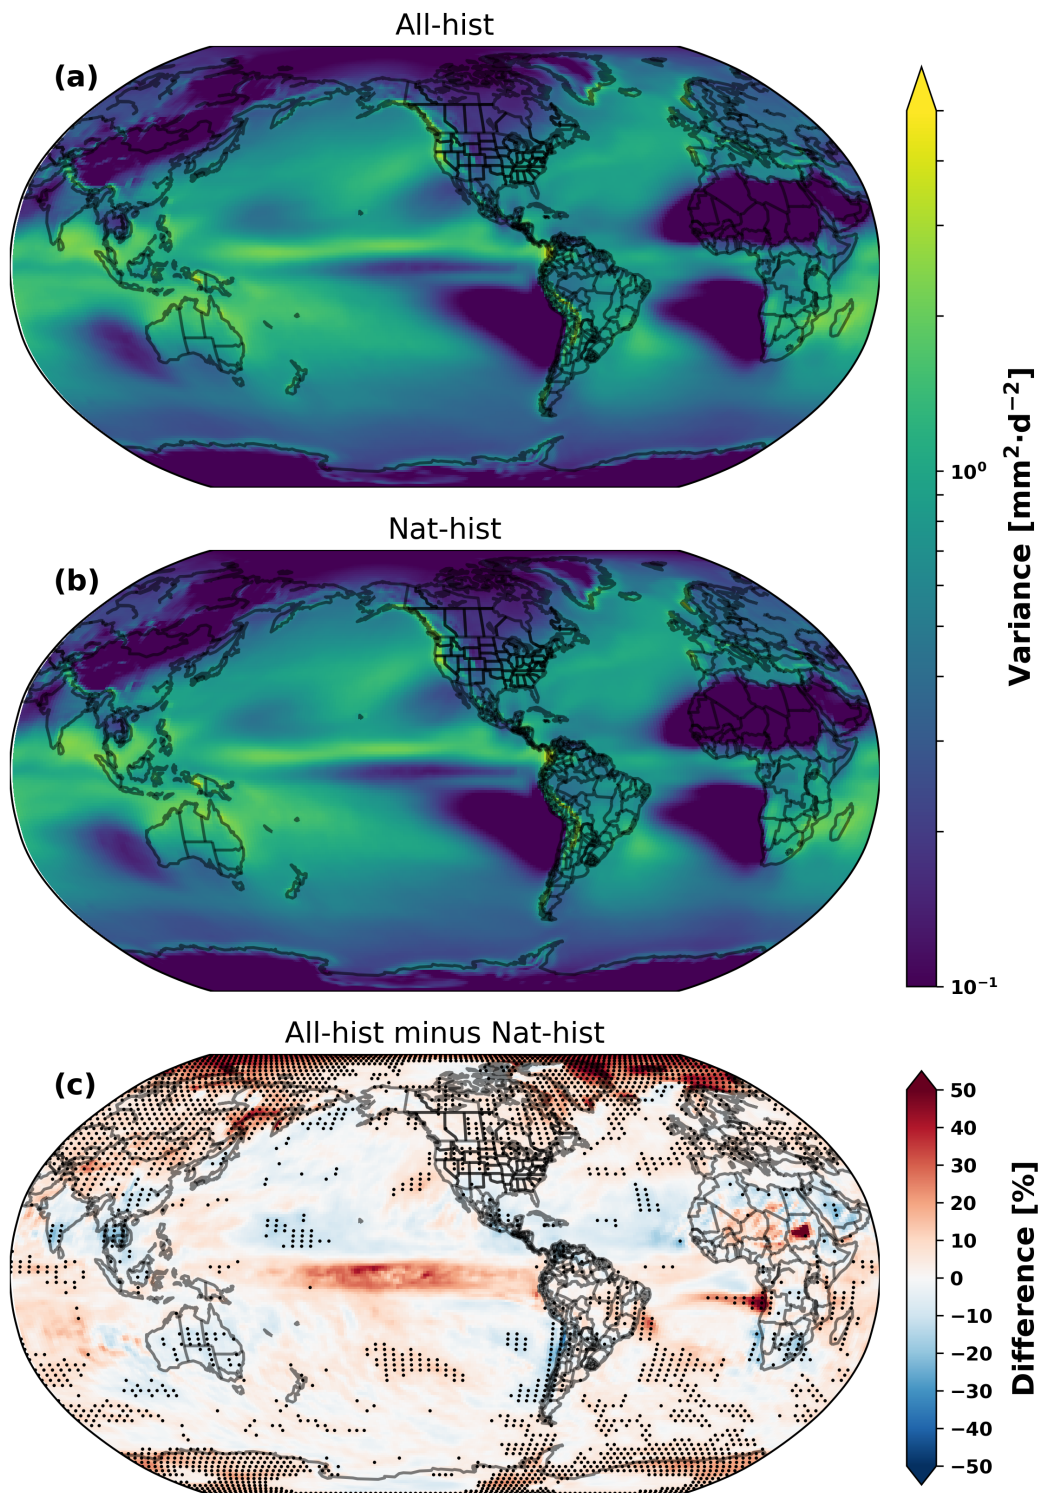 All-hist
(a)
Nat-hist
(b)
10⁰
10⁻¹
Variance [mm²·d⁻²]
All-hist minus Nat-hist
(c)
50
40
30
20
10
0
−10
−20
−30
−40
−50
Difference [%]